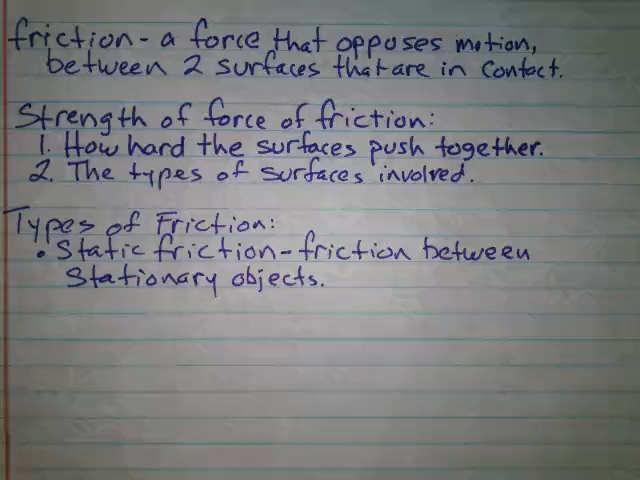 friction - a force that opposes motion,
between 2 surfaces that are in contact.
Strength of force of friction:
1. How hard the surfaces push together.
2. The types of surfaces involved.
Types of Friction:
• Static friction - friction between
stationary objects.